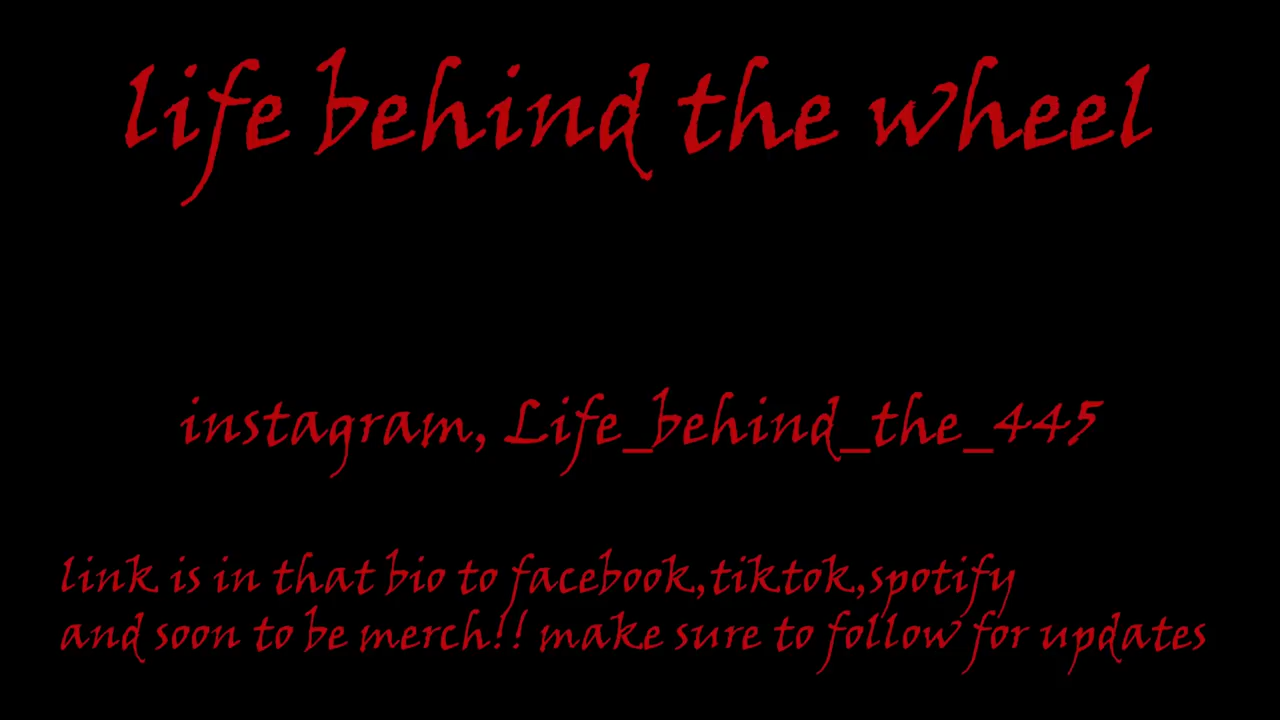 life behind the wheel
instagram, Life_behind_the_445
link is in that bio to facebook,tiktok,spotify
and soon to be merch!! make sure to follow for updates